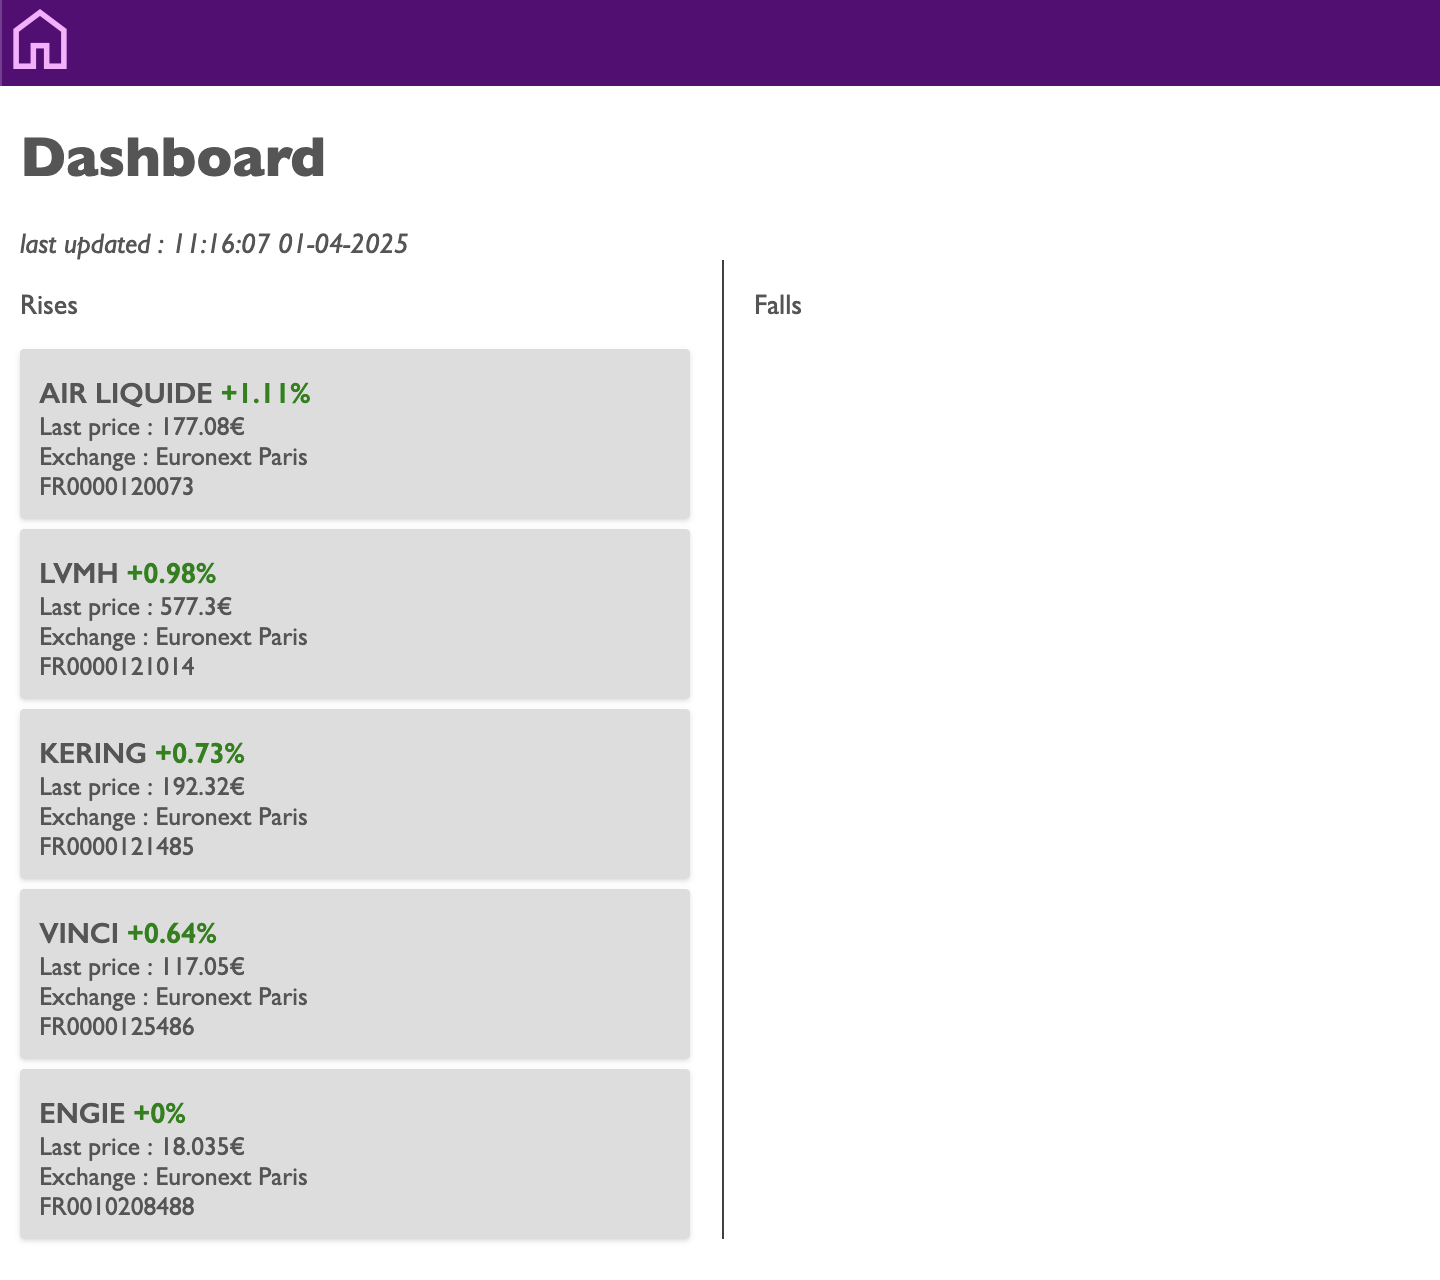 Dashboard
last updated : 11:16:07 01-04-2025
Rises
AIR LIQUIDE +1.11%
Last price : 177.08€
Exchange : Euronext Paris
FR0000120073
LVMH +0.98%
Last price : 577.3€
Exchange : Euronext Paris
FR0000121014
KERING +0.73%
Last price : 192.32€
Exchange : Euronext Paris
FR0000121485
VINCI +0.64%
Last price : 117.05€
Exchange : Euronext Paris
FR0000125486
ENGIE +0%
Last price : 18.035€
Exchange : Euronext Paris
FR0010208488
Falls